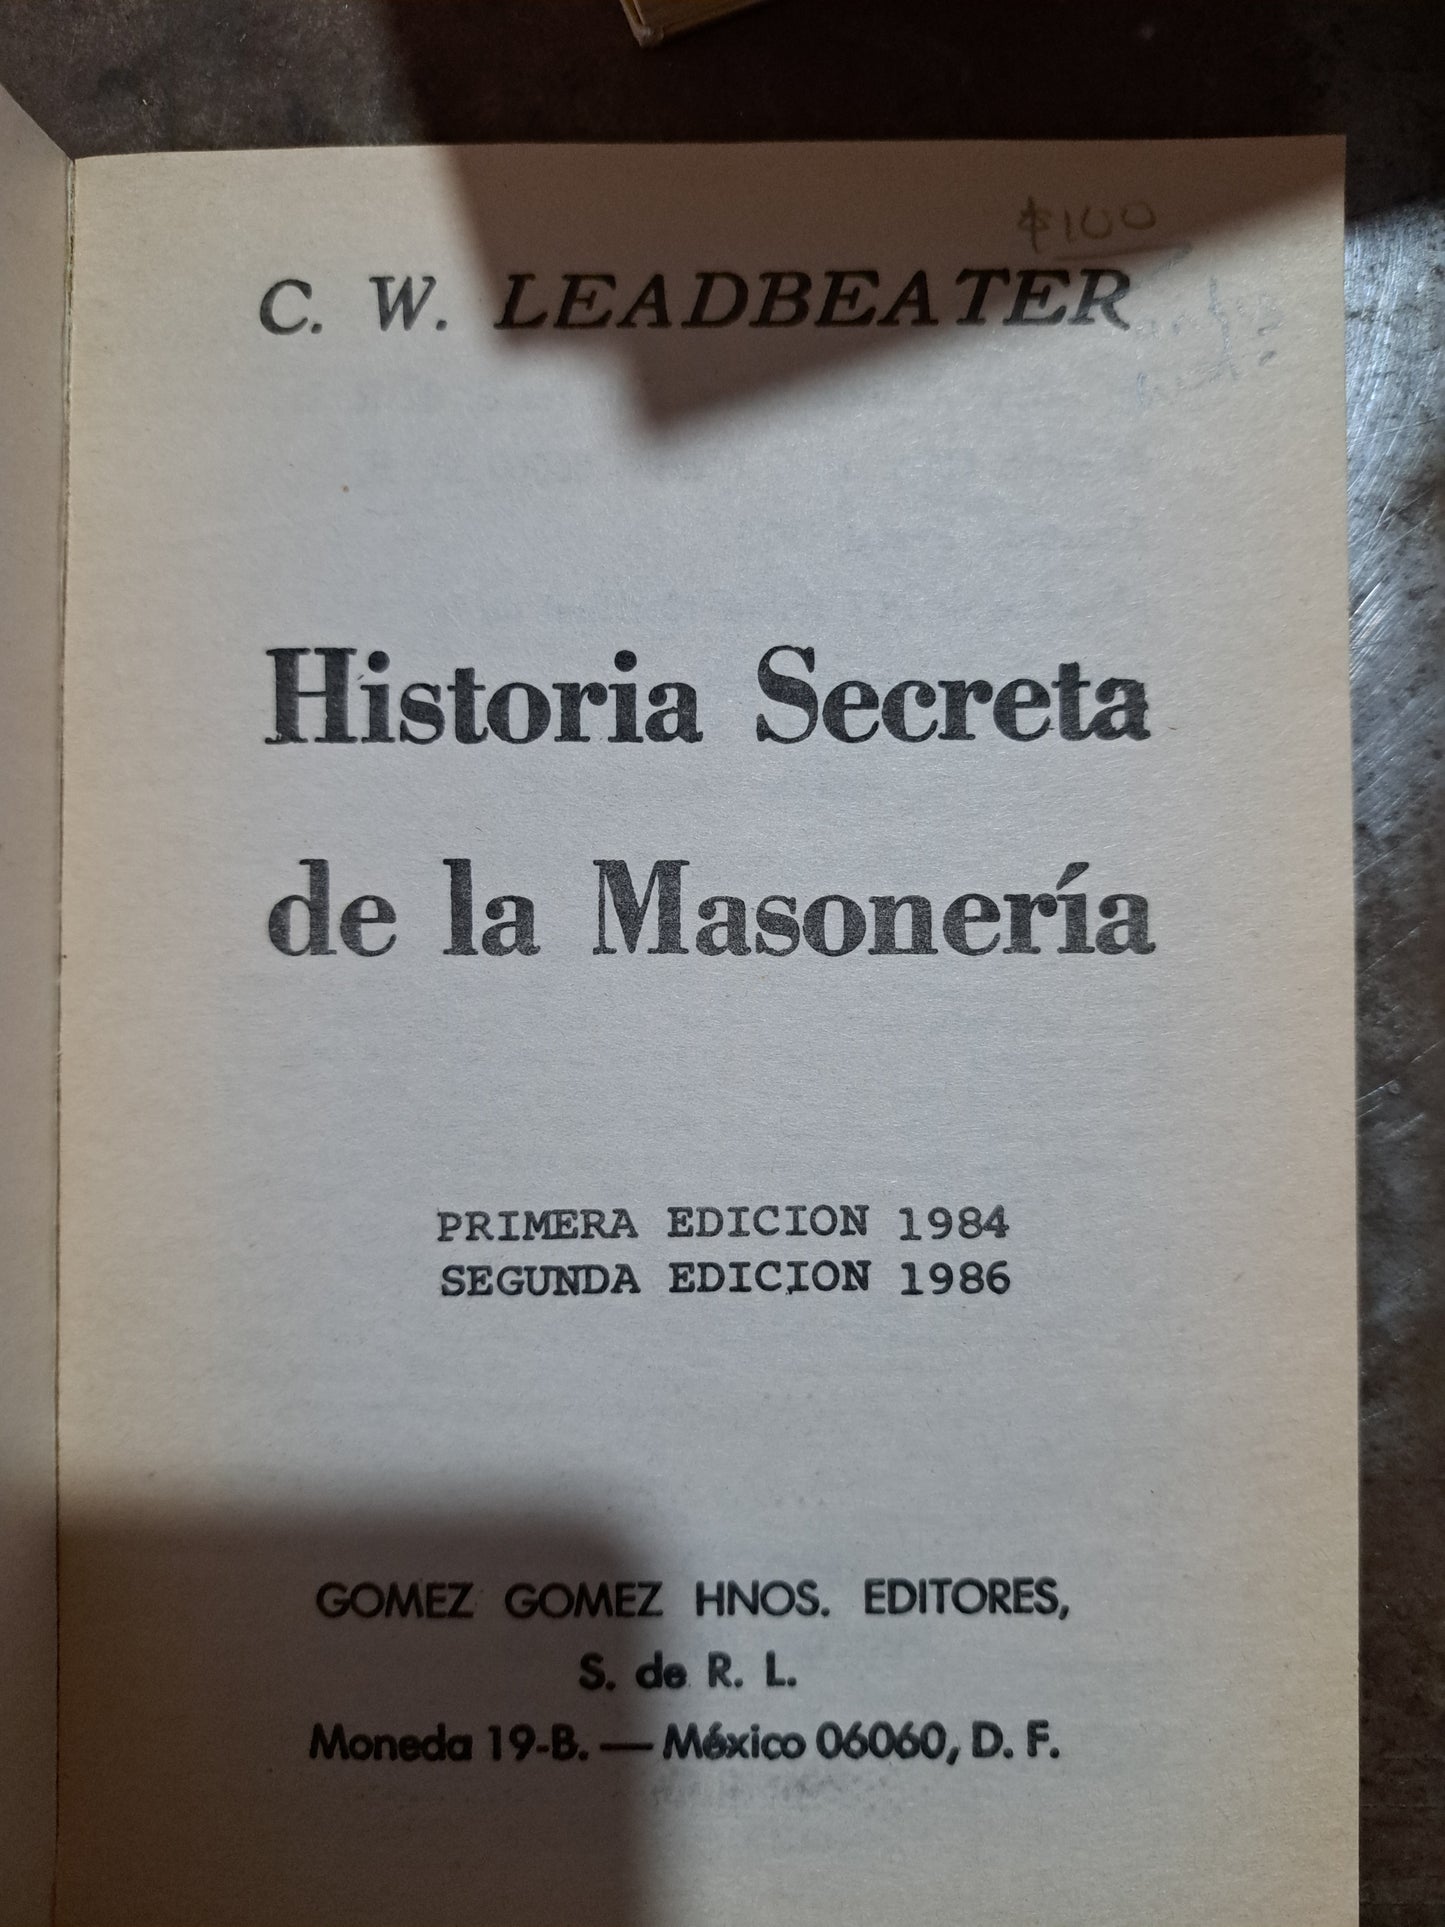 $100
C. W. LEADBEATER
Historia Secreta
de la Masonería
PRIMERA EDICION 1984
SEGUNDA EDICION 1986
GOMEZ GOMEZ HNOS. EDITORES,
S. de R. L.
Moneda 19-B. — México 06060, D. F.